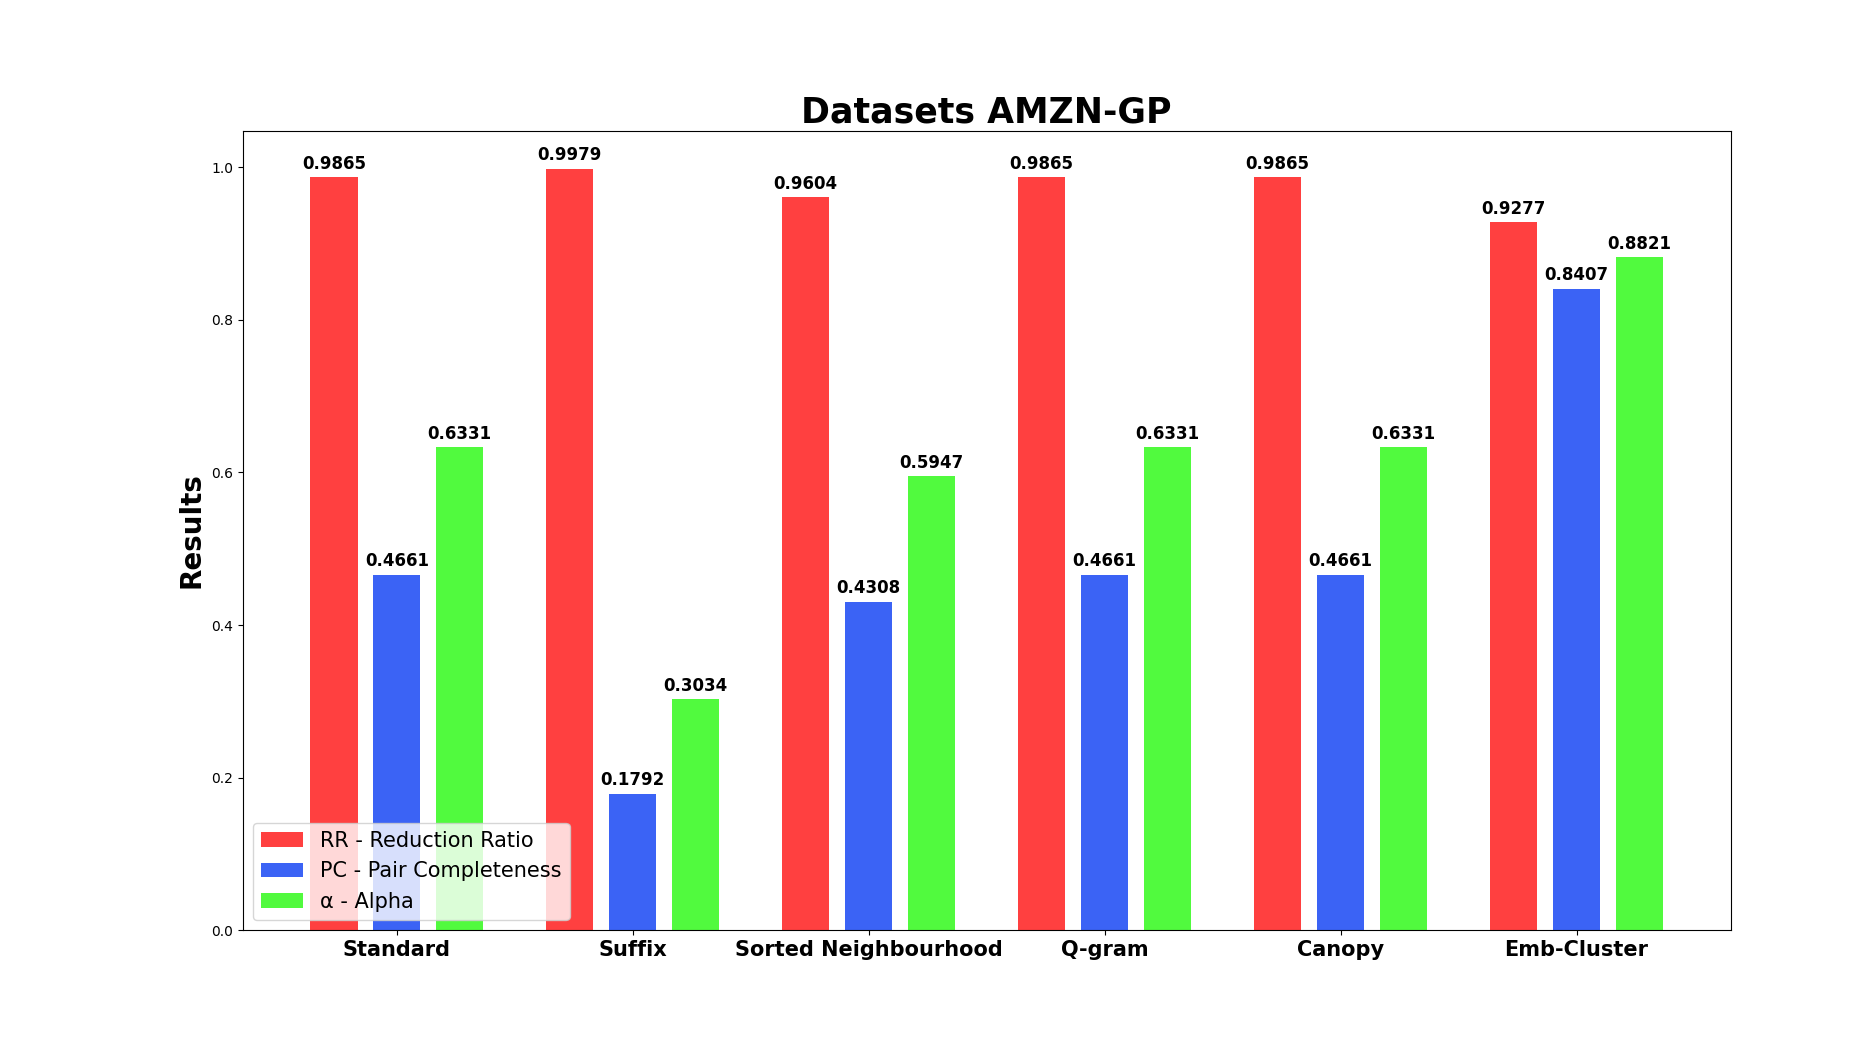 Datasets AMZN-GP
Results
1.0
0.8
0.6
0.4
0.2
0.0
0.9865
0.4661
0.6331
0.9979
0.1792
0.3034
0.9604
0.4308
0.5947
0.9865
0.4661
0.6331
0.9865
0.4661
0.6331
0.9277
0.8407
0.8821
RR - Reduction Ratio
PC - Pair Completeness
α - Alpha
Standard
Suffix
Sorted Neighbourhood
Q-gram
Canopy
Emb-Cluster